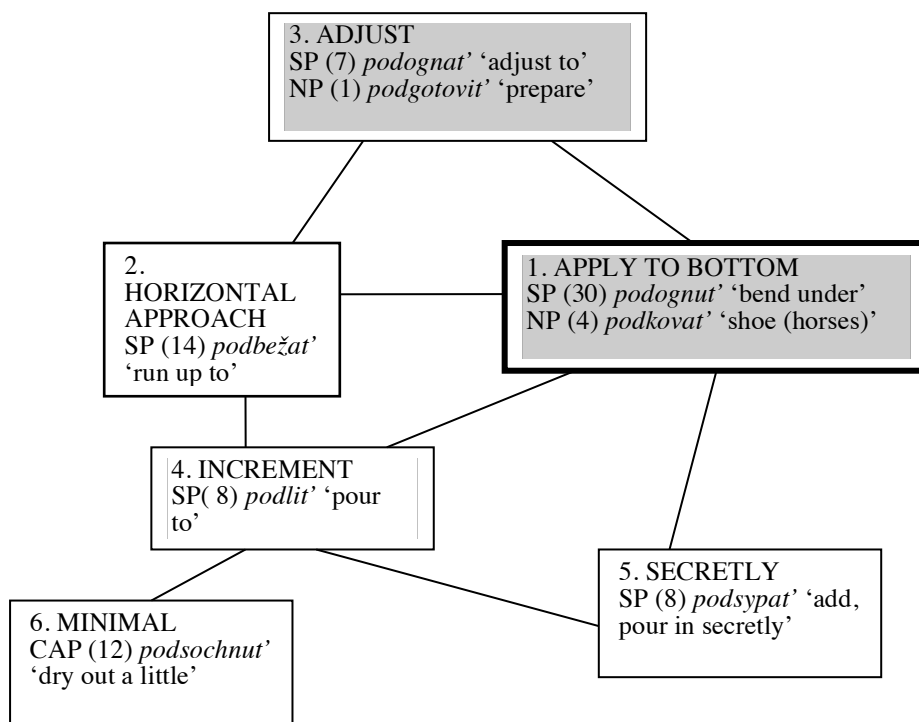 3. ADJUST
SP (7) podognat’ ‘adjust to’
NP (1) podgotovit’ ‘prepare’
2.
HORIZONTAL
APPROACH
SP (14) podbežat’
‘run up to’
1. APPLY TO BOTTOM
SP (30) podognut’ ‘bend under’
NP (4) podkovat’ ‘shoe (horses)’
4. INCREMENT
SP( 8) podlit’ ‘pour
to’
5. SECRETLY
SP (8) podsypat’ ‘add,
pour in secretly’
6. MINIMAL
CAP (12) podsochnut’
‘dry out a little’